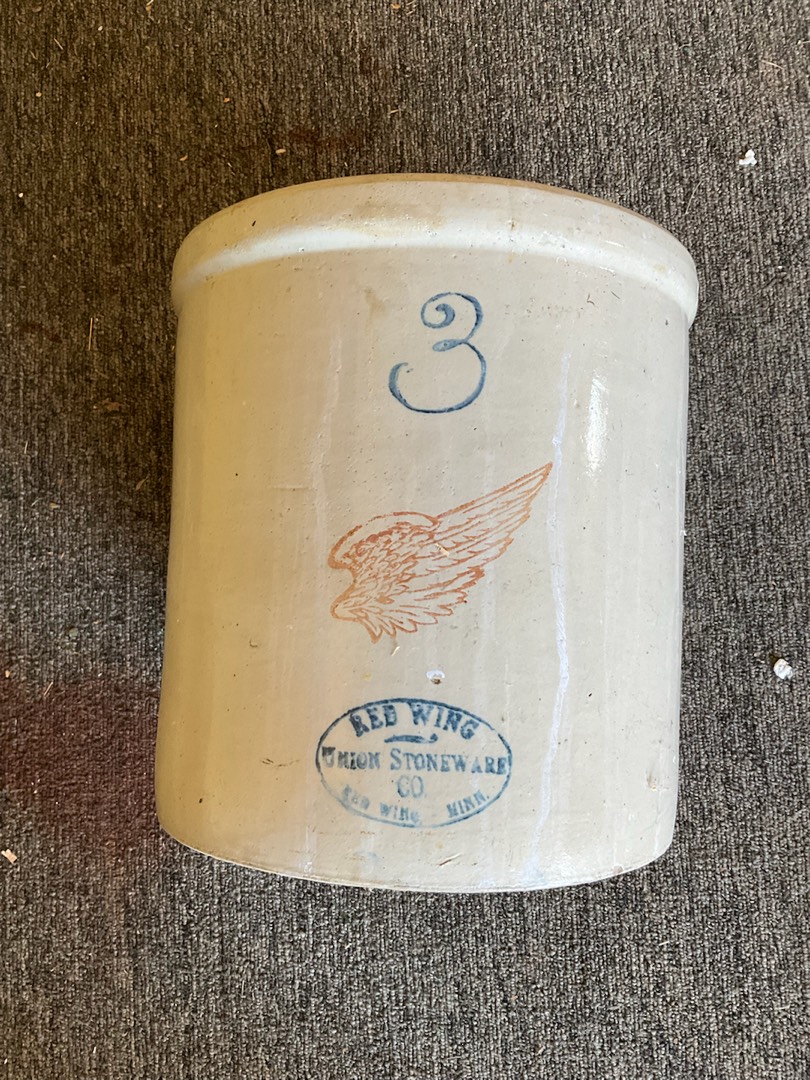 3
RED WING
UNION STONEWARE
CO.
RED WING, MINN.